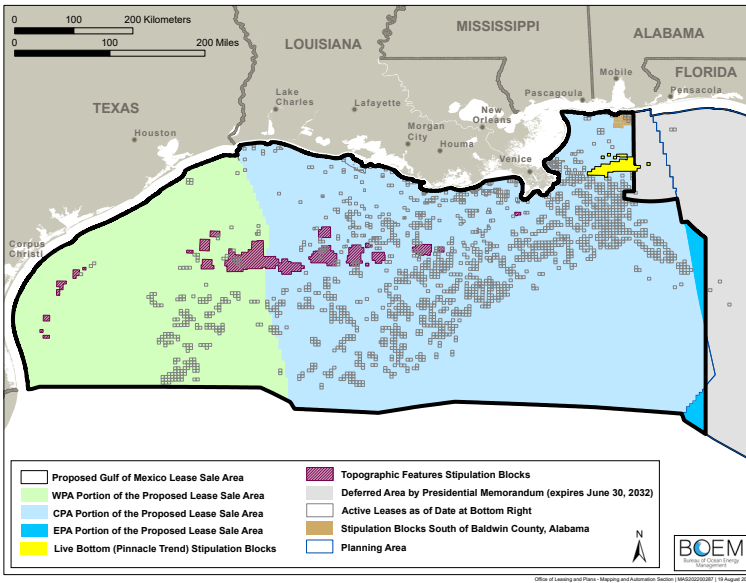 0 100 200 Kilometers
0 100 200 Miles
MISSISSIPPI
ALABAMA
LOUISIANA
FLORIDA
TEXAS
Mobile
Pascagoula
Pensacola
Lake
Charles
Lafayette
New
Orleans
Morgan
City
Houma
Houston
Venice
Corpus
Christi
Proposed Gulf of Mexico Lease Sale Area
WPA Portion of the Proposed Lease Sale Area
CPA Portion of the Proposed Lease Sale Area
EPA Portion of the Proposed Lease Sale Area
Live Bottom (Pinnacle Trend) Stipulation Blocks
Topographic Features Stipulation Blocks
Deferred Area by Presidential Memorandum (expires June 30, 2032)
Active Leases as of Date at Bottom Right
Stipulation Blocks South of Baldwin County, Alabama
Planning Area
N
BOEM
Bureau of Ocean Energy
Management
Office of Leasing and Plans - Mapping and Automation Section | MAS202200287 | 19 August